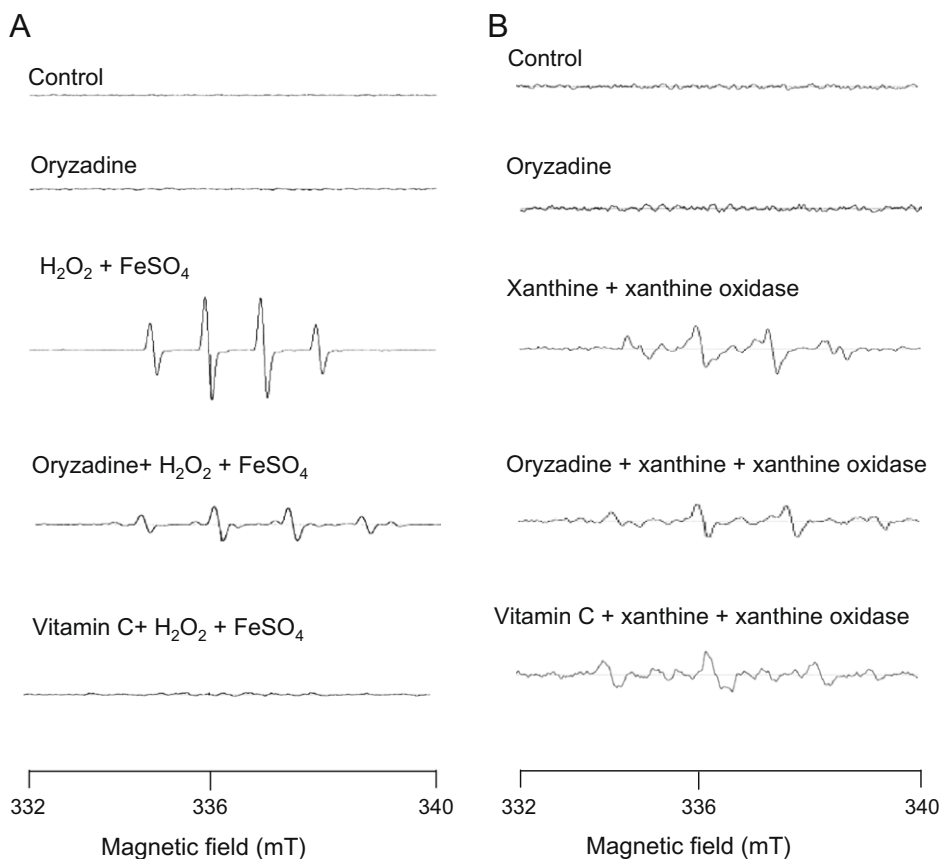 A
Control
Oryzadine
H₂O₂ + FeSO₄
Oryzadine+ H₂O₂ + FeSO₄
Vitamin C+ H₂O₂ + FeSO₄
332 336 340
Magnetic field (mT)
B
Control
Oryzadine
Xanthine + xanthine oxidase
Oryzadine + xanthine + xanthine oxidase
Vitamin C + xanthine + xanthine oxidase
332 336 340
Magnetic field (mT)